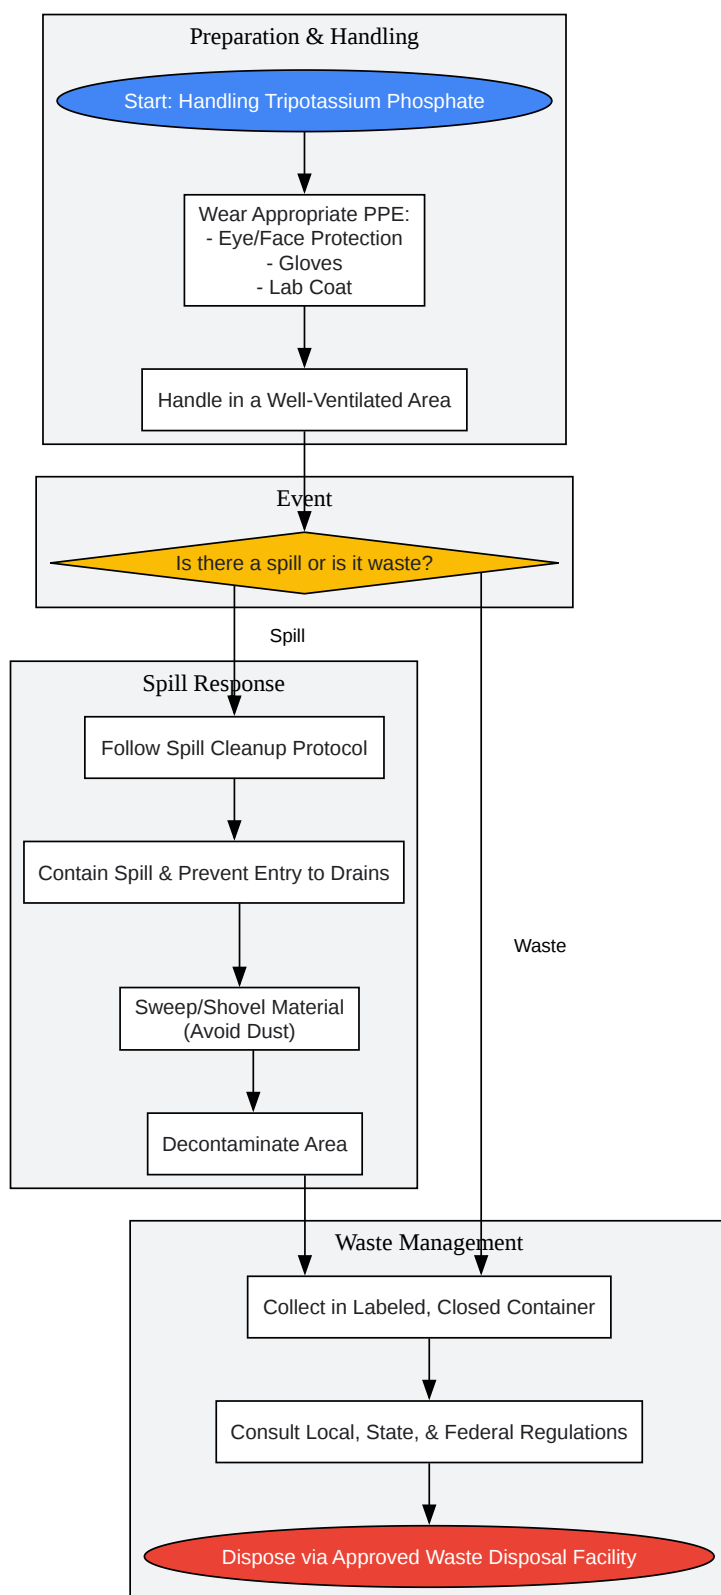 Preparation & Handling
Start: Handling Tripotassium Phosphate
Wear Appropriate PPE:
- Eye/Face Protection
- Gloves
- Lab Coat
Handle in a Well-Ventilated Area
Event
Is there a spill or is it waste?
Spill
Spill Response
Follow Spill Cleanup Protocol
Contain Spill & Prevent Entry to Drains
Waste
Sweep/Shovel Material
(Avoid Dust)
Decontaminate Area
Waste Management
Collect in Labeled, Closed Container
Consult Local, State, & Federal Regulations
Dispose via Approved Waste Disposal Facility